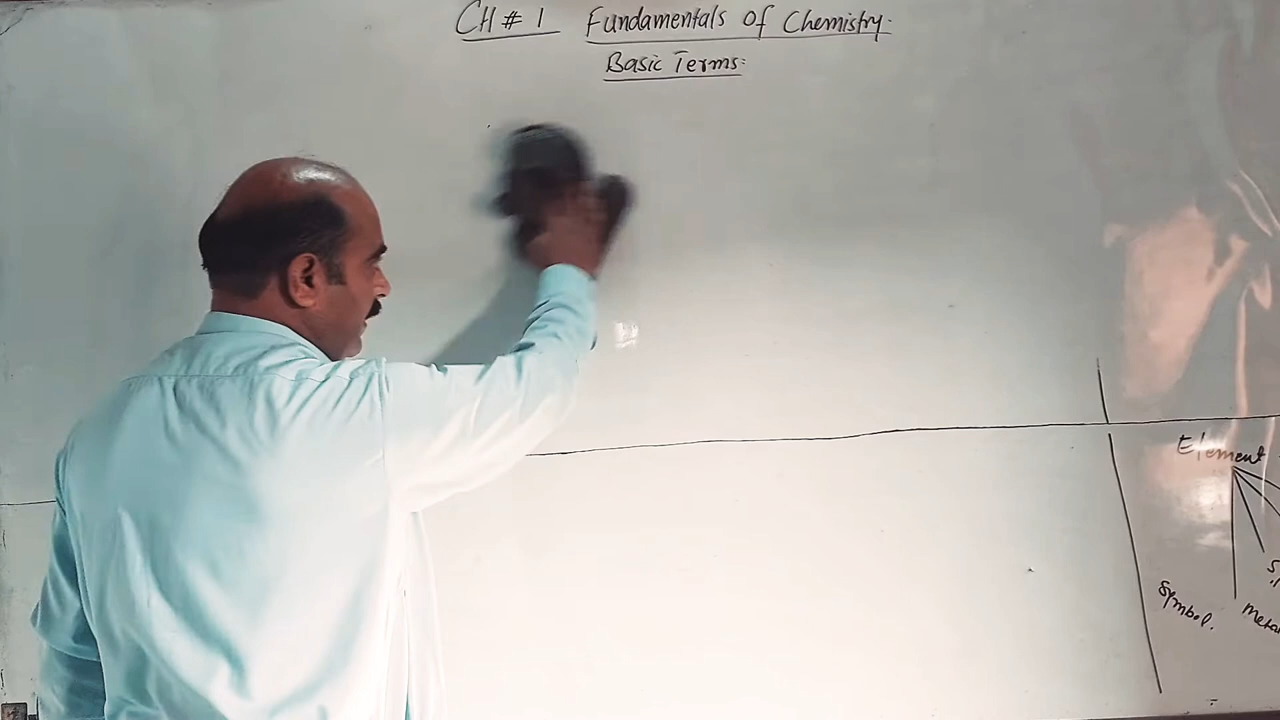 CH # 1 Fundamentals of Chemistry.
Basic Terms:
Element
Symbol.